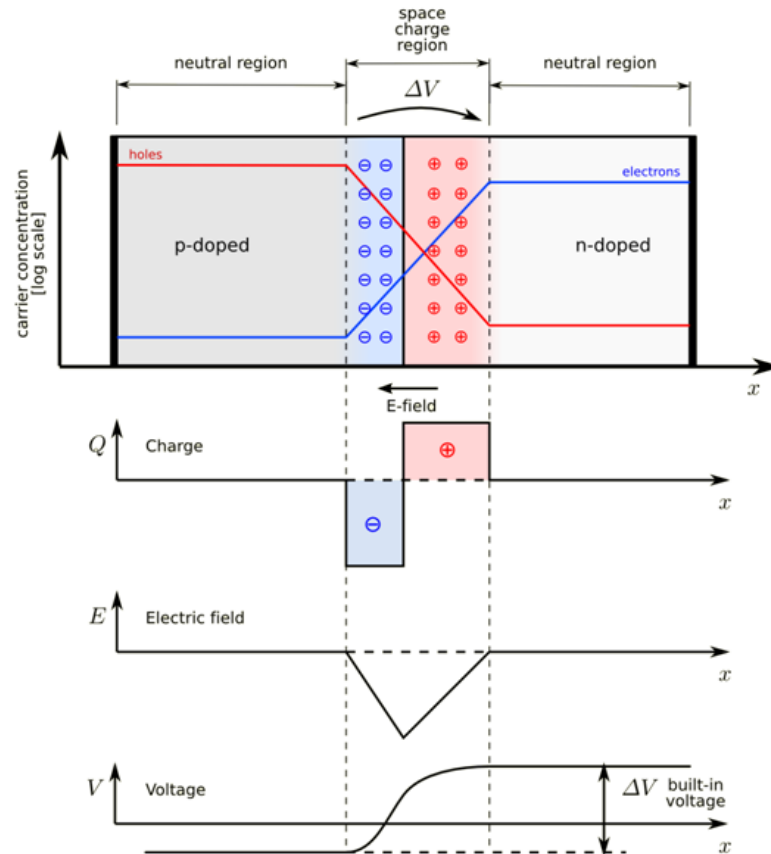 space
charge
region
neutral region
neutral region
ΔV
carrier concentration
[log scale]
holes
electrons
p-doped
n-doped
⊖ ⊖ ⊕ ⊕
⊖ ⊖ ⊕ ⊕
⊖ ⊖ ⊕ ⊕
⊖ ⊖ ⊕ ⊕
⊖ ⊖ ⊕ ⊕
⊖ ⊖ ⊕ ⊕
⊖ ⊖ ⊕ ⊕
x
E-field
Q Charge
⊕
⊖
x
E Electric field
x
V Voltage
ΔV built-in
voltage
x